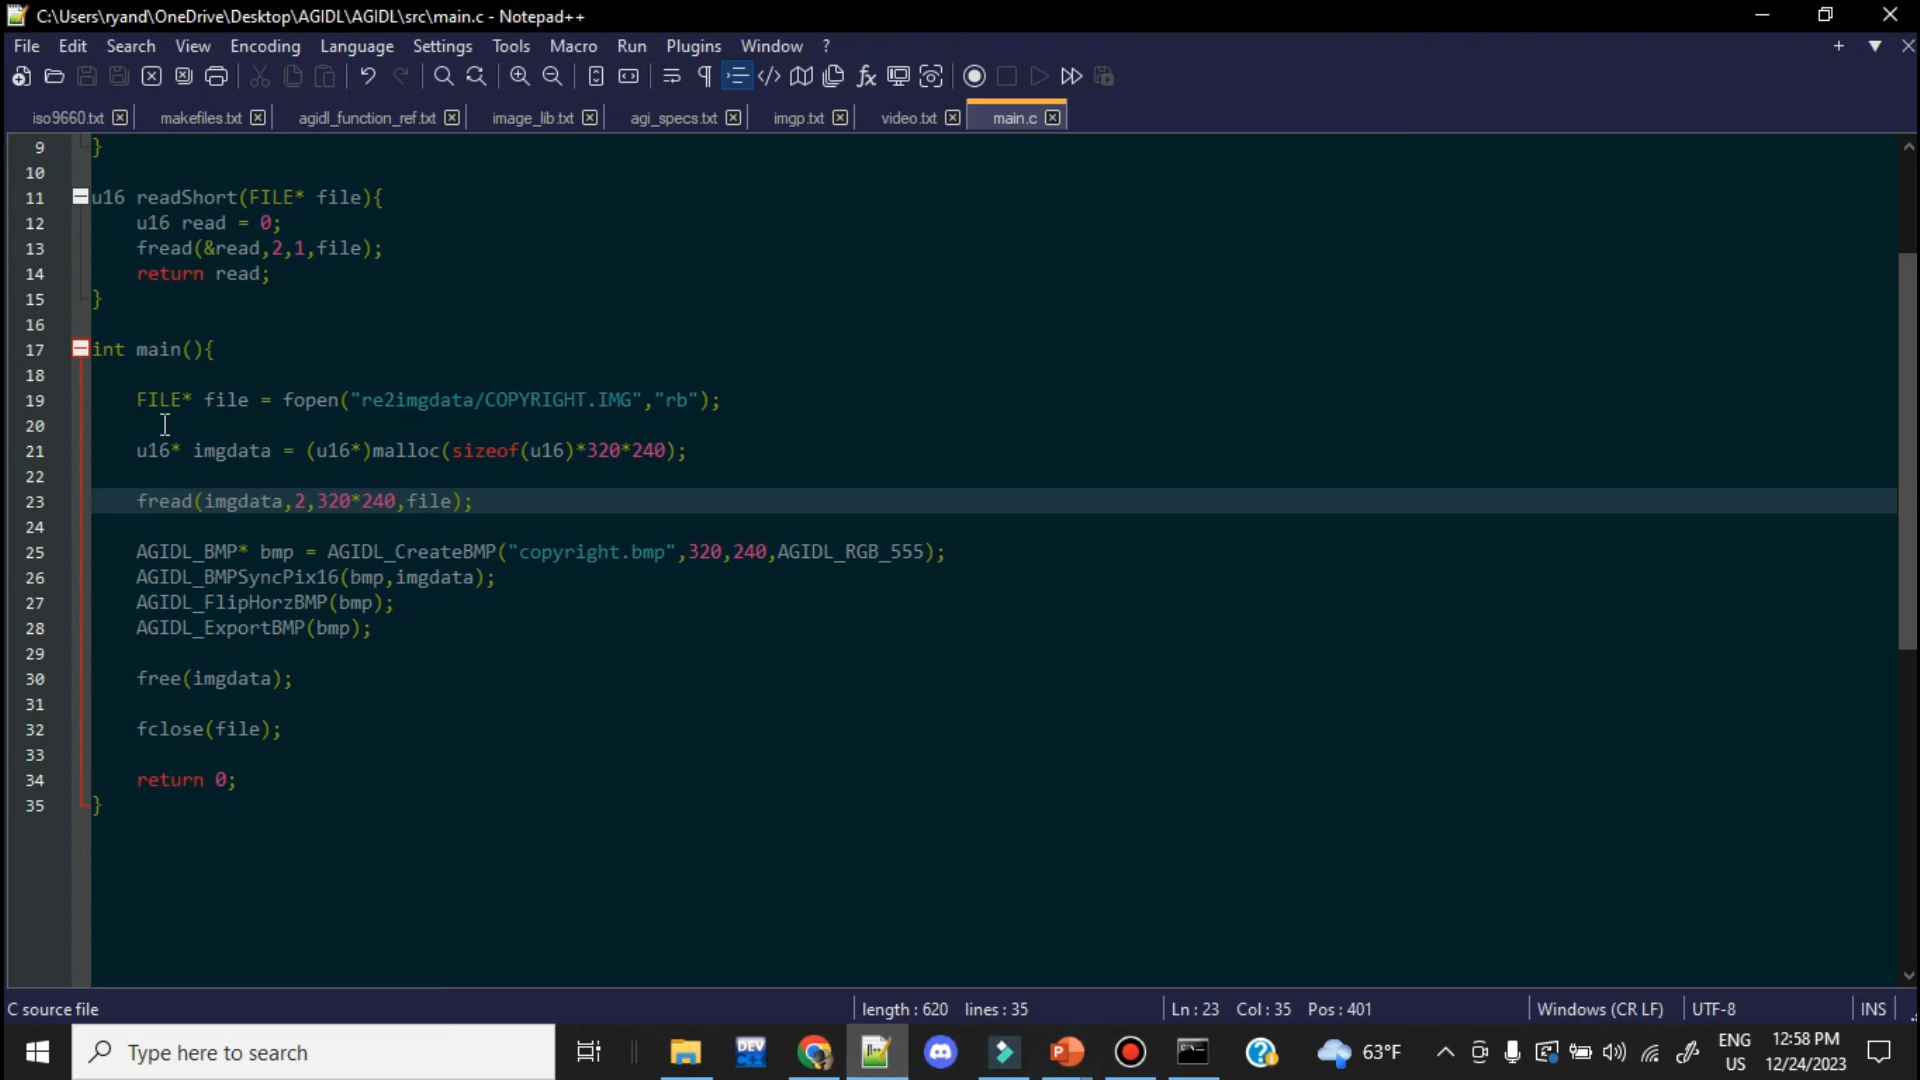 C:\Users\ryand\OneDrive\Desktop\AGIDL\AGIDL\src\main.c - Notepad++
File Edit Search View Encoding Language Settings Tools Macro Run Plugins Window ?
iso9660.txt makefiles.txt agidl_function_ref.txt image_lib.txt agi_specs.txt imgp.txt video.txt main.c
9 }
10
11 u16 readShort(FILE* file){
12 u16 read = 0;
13 fread(&read,2,1,file);
14 return read;
15 }
16
17 int main(){
18
19 FILE* file = fopen("re2imgdata/COPYRIGHT.IMG","rb");
20
21 u16* imgdata = (u16*)malloc(sizeof(u16)*320*240);
22
23 fread(imgdata,2,320*240,file);
24
25 AGIDL_BMP* bmp = AGIDL_CreateBMP("copyright.bmp",320,240,AGIDL_RGB_555);
26 AGIDL_BMPSyncPix16(bmp,imgdata);
27 AGIDL_FlipHorzBMP(bmp);
28 AGIDL_ExportBMP(bmp);
29
30 free(imgdata);
31
32 fclose(file);
33
34 return 0;
35 }
C source file length : 620 lines : 35 Ln : 23 Col : 35 Pos : 401 Windows (CR LF) UTF-8 INS
Type here to search DEV 63°F ENG US 12:58 PM 12/24/2023